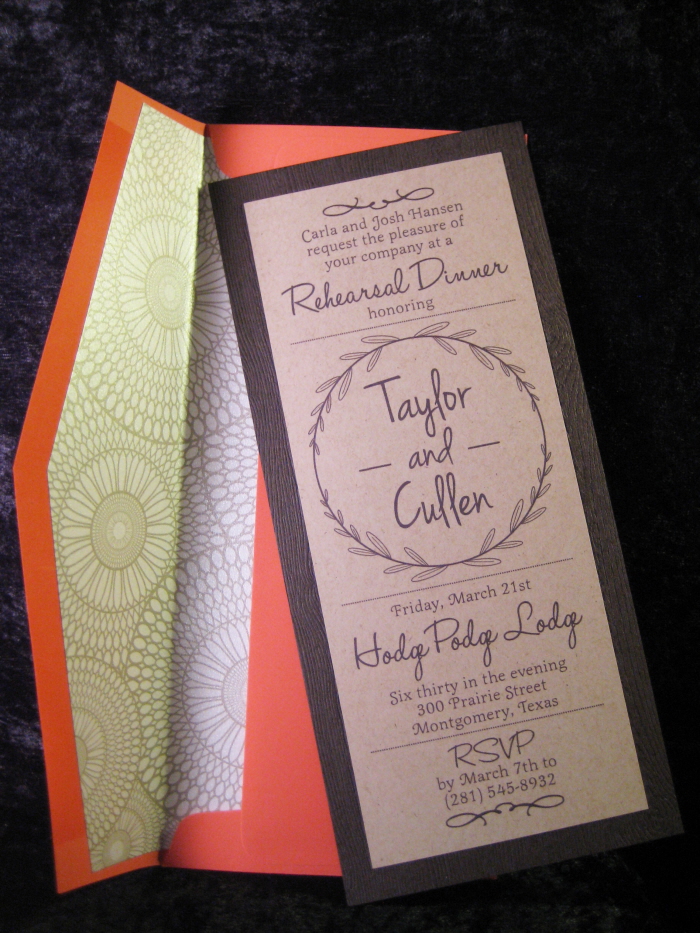 Carla and Josh Hansen
request the pleasure of
your company at a
Rehearsal Dinner
honoring
Taylor
— and —
Cullen
Friday, March 21st
Hodg Podg Lodg
Six thirty in the evening
300 Prairie Street
Montgomery, Texas
RSVP
by March 7th to
(281) 545-8932